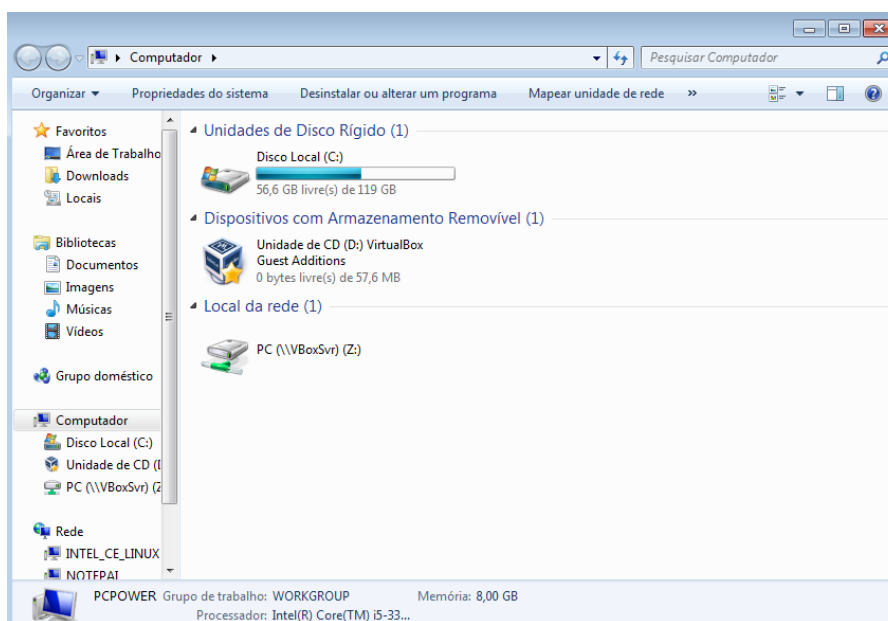 Computador
Pesquisar Computador
Organizar
Propriedades do sistema
Desinstalar ou alterar um programa
Mapear unidade de rede
»
Favoritos
Área de Trabalho
Downloads
Locais
Bibliotecas
Documentos
Imagens
Músicas
Vídeos
Grupo doméstico
Computador
Disco Local (C:)
Unidade de CD (
PC (\\VBoxSvr) (Z
Rede
INTEL_CE_LINUX
Unidades de Disco Rígido (1)
Disco Local (C:)
56,6 GB livre(s) de 119 GB
Dispositivos com Armazenamento Removível (1)
Unidade de CD (D:) VirtualBox
Guest Additions
0 bytes livre(s) de 57,6 MB
Local da rede (1)
PC (\\VBoxSvr) (Z:)
PCPOWER Grupo de trabalho: WORKGROUP Memória: 8,00 GB
Processador: Intel(R) Core(TM) i5-33...